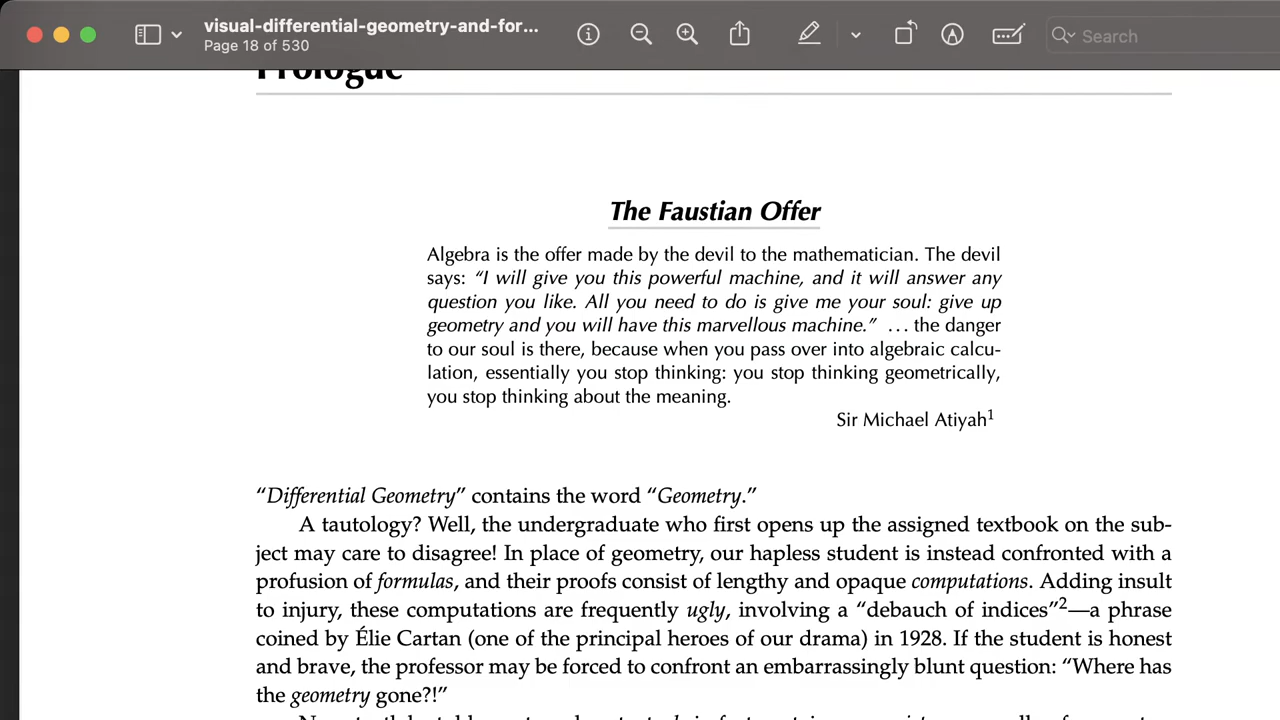 visual-differential-geometry-and-for...
Page 18 of 530
Search
Prologue
The Faustian Offer
Algebra is the offer made by the devil to the mathematician. The devil
says: “I will give you this powerful machine, and it will answer any
question you like. All you need to do is give me your soul: give up
geometry and you will have this marvellous machine.” ... the danger
to our soul is there, because when you pass over into algebraic calcu-
lation, essentially you stop thinking: you stop thinking geometrically,
you stop thinking about the meaning.
Sir Michael Atiyah¹
“Differential Geometry” contains the word “Geometry.”
A tautology? Well, the undergraduate who first opens up the assigned textbook on the sub-
ject may care to disagree! In place of geometry, our hapless student is instead confronted with a
profusion of formulas, and their proofs consist of lengthy and opaque computations. Adding insult
to injury, these computations are frequently ugly, involving a “debauch of indices”²—a phrase
coined by Élie Cartan (one of the principal heroes of our drama) in 1928. If the student is honest
and brave, the professor may be forced to confront an embarrassingly blunt question: “Where has
the geometry gone?!”